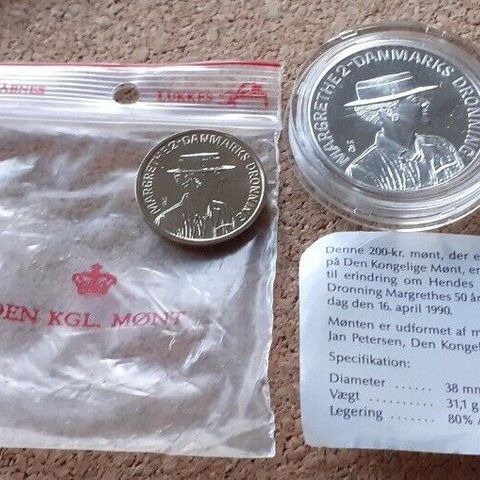 ÅBNES
LUKKES
DEN KGL. MØNT
MARGRETHE·2·DANMARKS DRONNING
MARGRETHE·2·DANMARKS DRONNING
Denne 200-kr. mønt, der e
på Den Kongelige Mønt, er
til erindring om Hendes
Dronning Margrethes 50 år
dag den 16. april 1990.
Mønten er udformet af m
Jan Petersen, Den Kongel
Specifikation:
Diameter ...... 38 mm
Vægt .......... 31,1 g
Legering ....... 80%